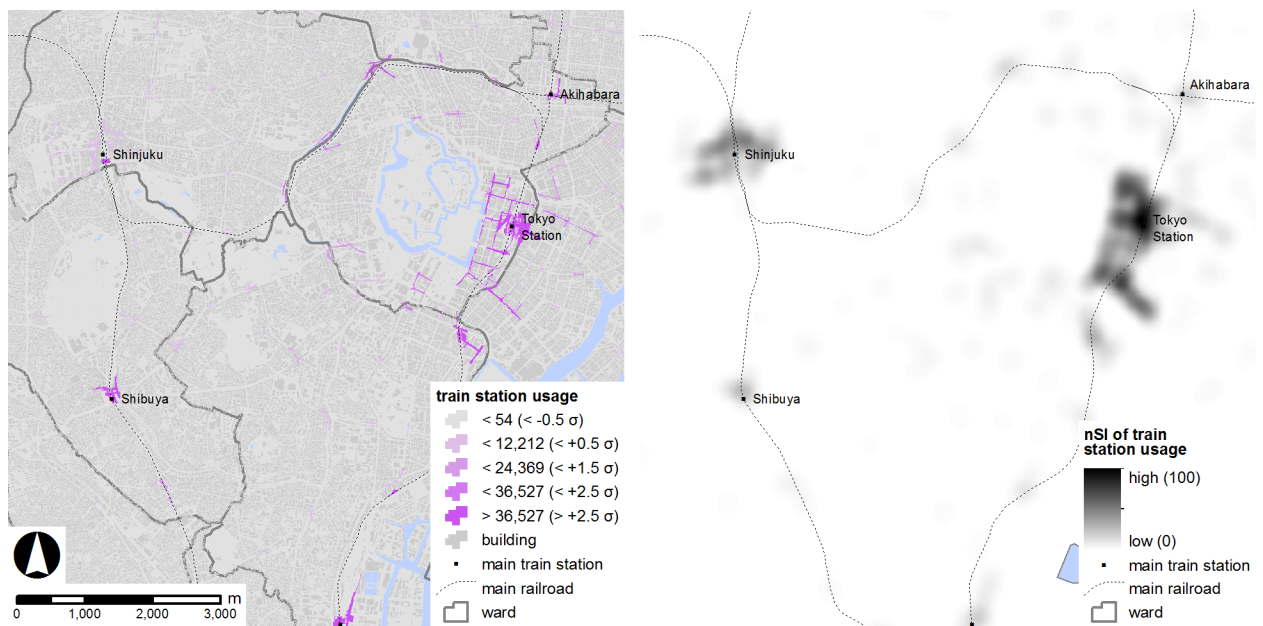 Akihabara
Shinjuku
Tokyo
Station
Shibuya
train station usage
< 54 (< -0.5 σ)
< 12,212 (< +0.5 σ)
< 24,369 (< +1.5 σ)
< 36,527 (< +2.5 σ)
> 36,527 (> +2.5 σ)
building
main train station
main railroad
ward
m
0 1,000 2,000 3,000
Akihabara
Shinjuku
Tokyo
Station
Shibuya
nSI of train
station usage
high (100)
low (0)
main train station
main railroad
ward